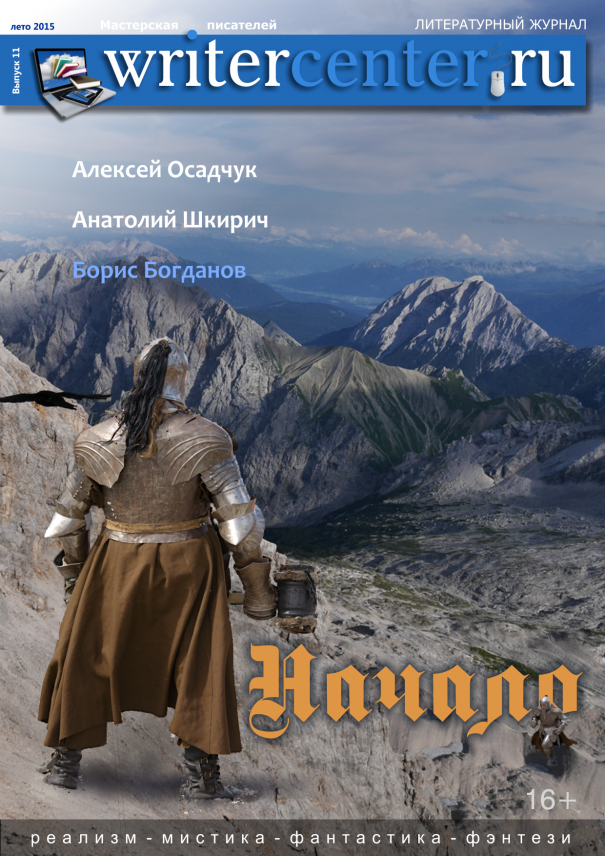 лето 2015
Мастерская писателей
ЛИТЕРАТУРНЫЙ ЖУРНАЛ
Выпуск 11
writercenter.ru
Алексей Осадчук
Анатолий Шкирич
Борис Богданов
Начало
16+
реализм - мистика - фантастика - фэнтези